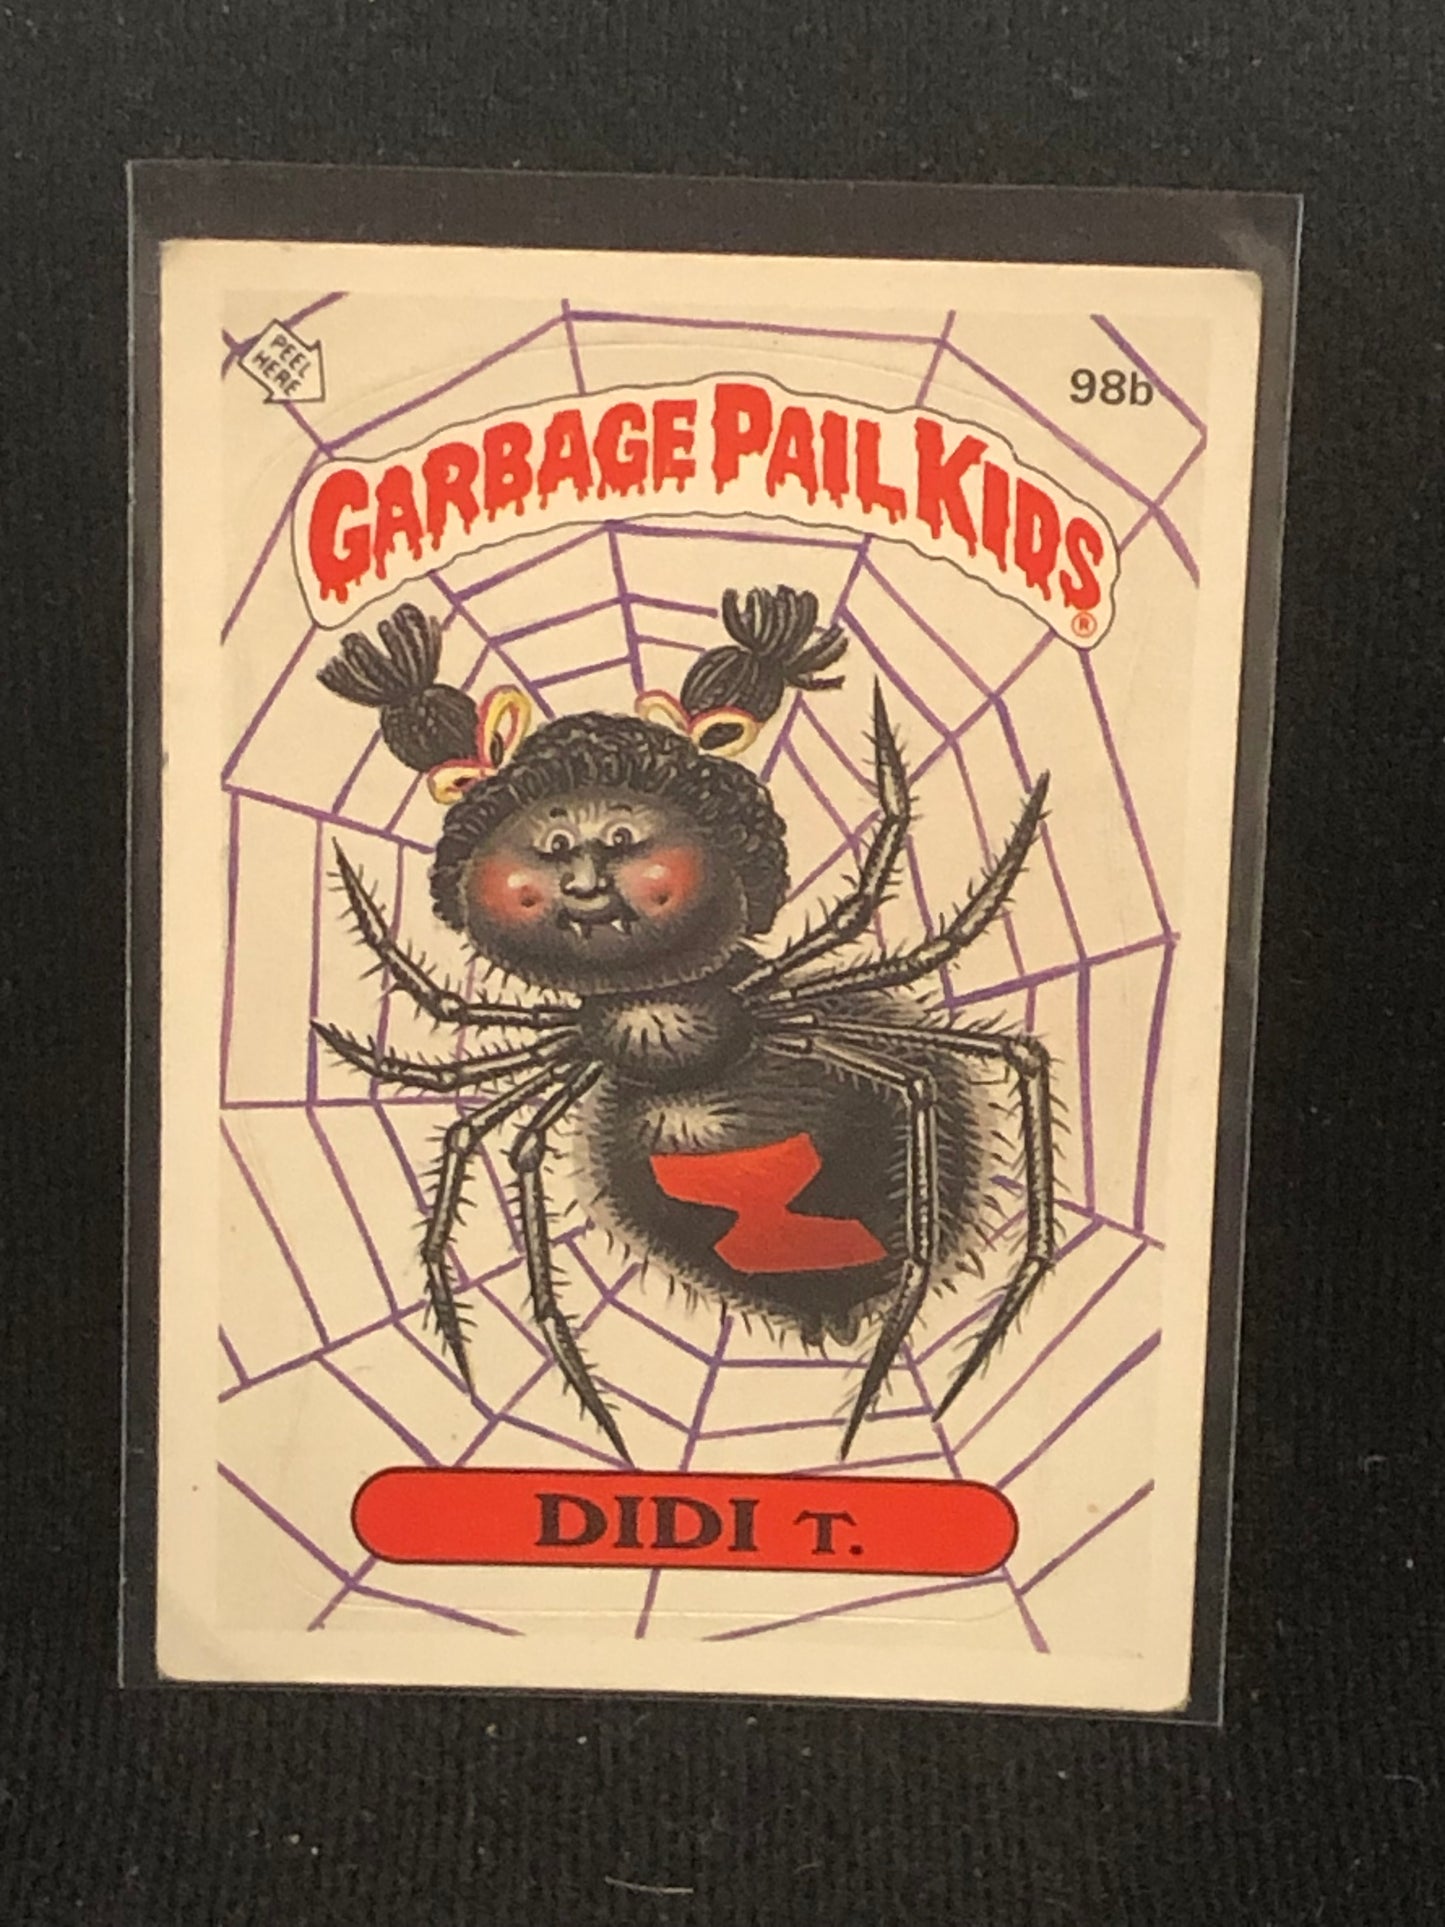 PEEL
HERE
98b
GARBAGE PAIL KIDS
®
DIDI T.